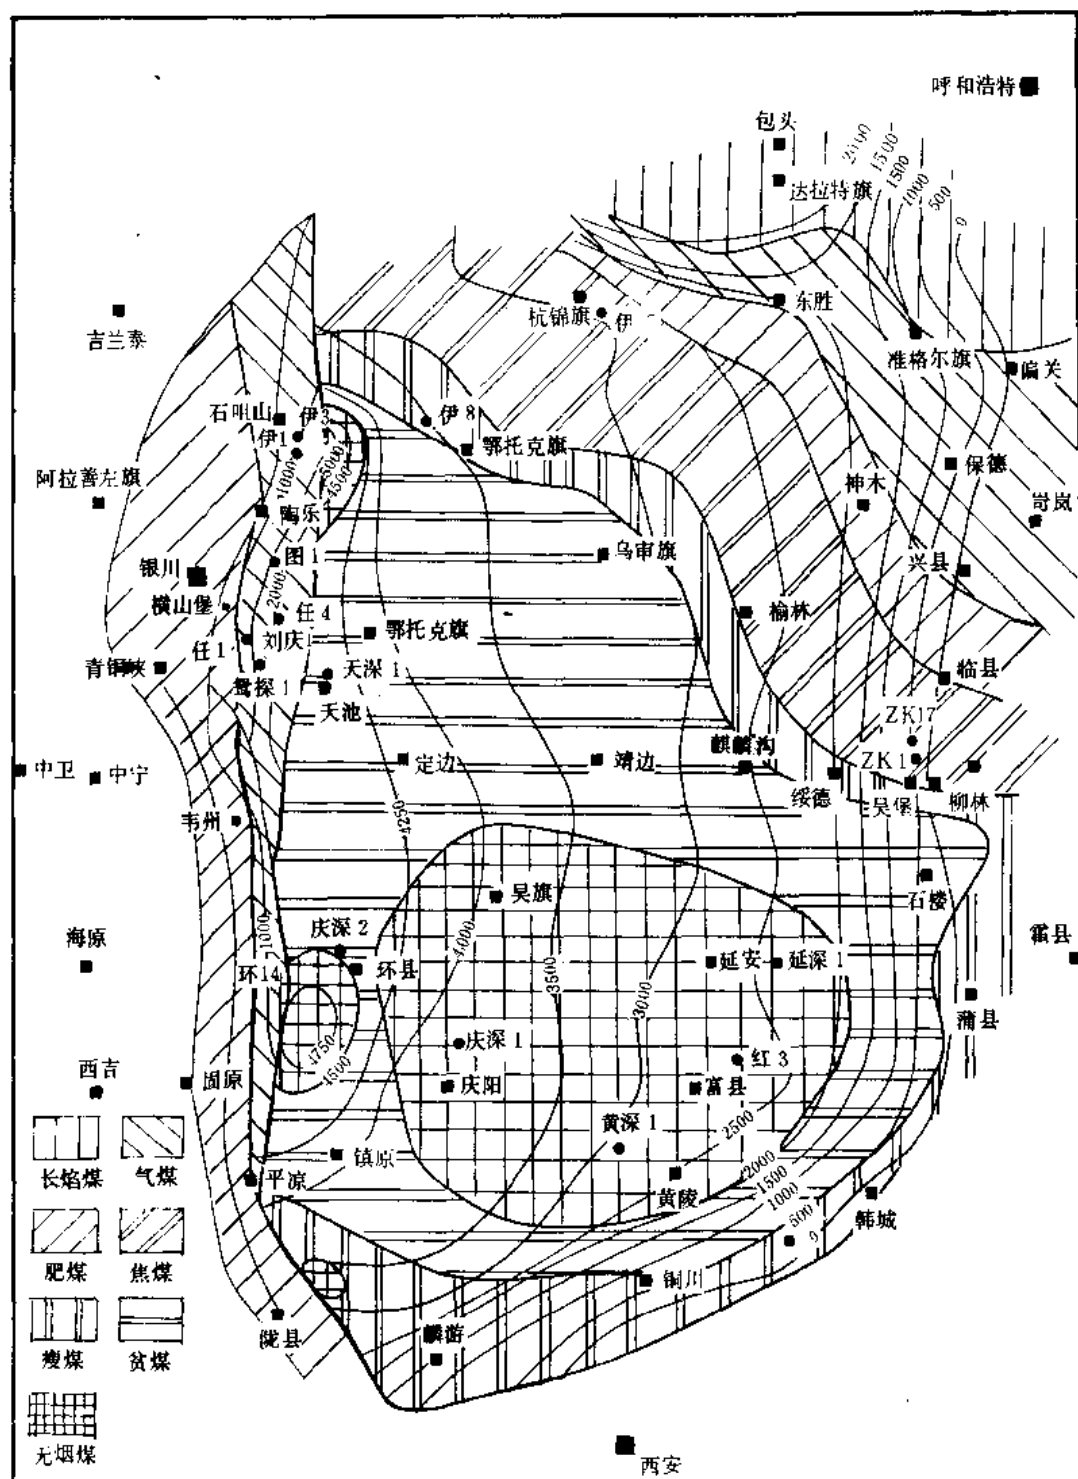 呼和浩特
包头
2000
1500
1500
1000
500
0
达拉特旗
杭锦旗
伊
东胜
吉兰泰
准格尔旗
偏关
石咀山
伊3
伊8
伊1
鄂托克旗
保德
阿拉善左旗
1000
5000
4500
神木
岢岚
陶乐
乌审旗
图1
兴县
银川
2000
横山堡
任4
榆林
任1
刘庆1
鄂托克旗
青铜峡
天深1
临县
鸳探1
天池
ZK17
麒麟沟
ZK1
中卫
中宁
定边
靖边
绥德
吴堡
柳林
韦州
4250
吴旗
石楼
1000
庆深2
4000
海原
环14
环县
3500
延安
延深1
霍县
3000
蒲县
4750
4500
庆深1
红3
西吉
固原
庆阳
富县
黄深1
2500
长焰煤
气煤
镇原
平凉
黄陵
2000
1500
1000
500
0
韩城
肥煤
焦煤
铜川
陇县
麟游
瘦煤
贫煤
无烟煤
西安